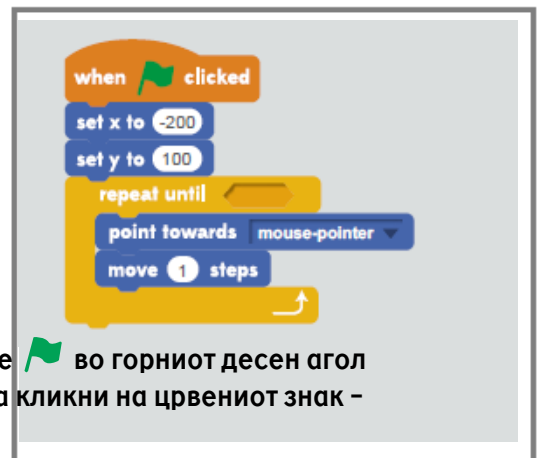 when clicked
set x to -200
set y to 100
repeat until
point towards mouse-pointer
move 1 steps
е во горниот десен агол
а кликни на црвениот знак –